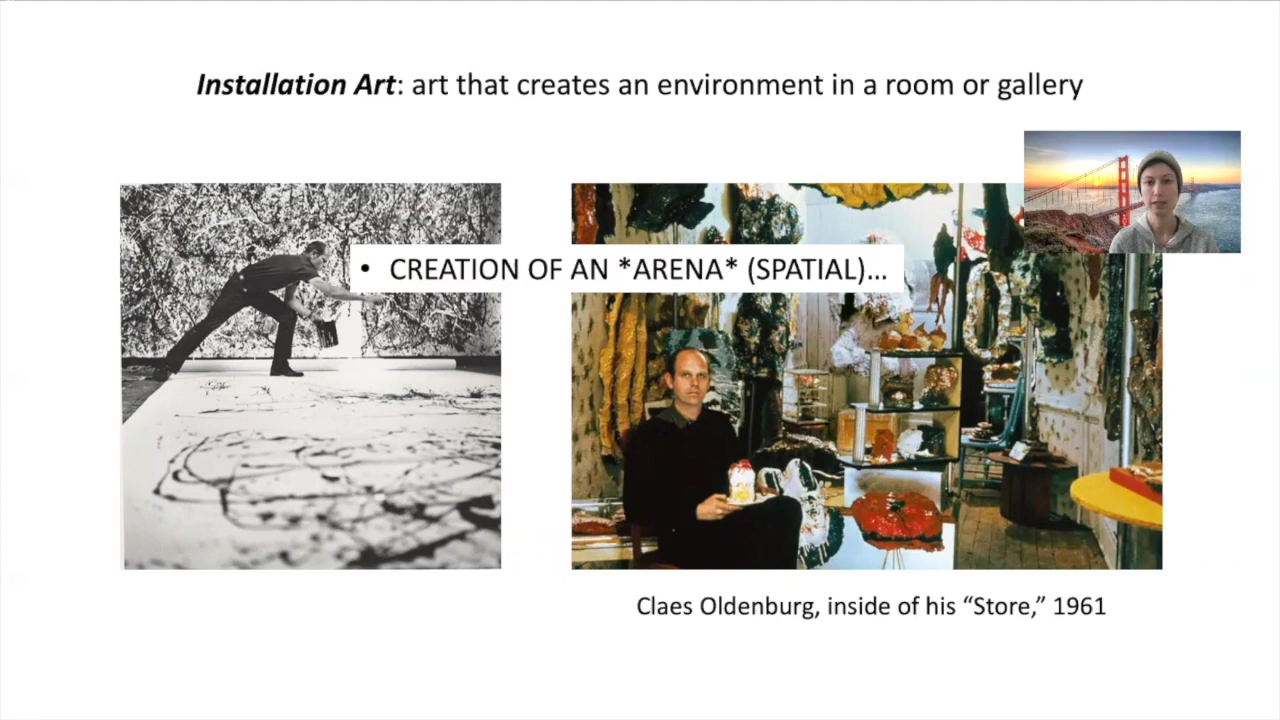 Installation Art: art that creates an environment in a room or gallery
• CREATION OF AN *ARENA* (SPATIAL)…
Claes Oldenburg, inside of his “Store,” 1961